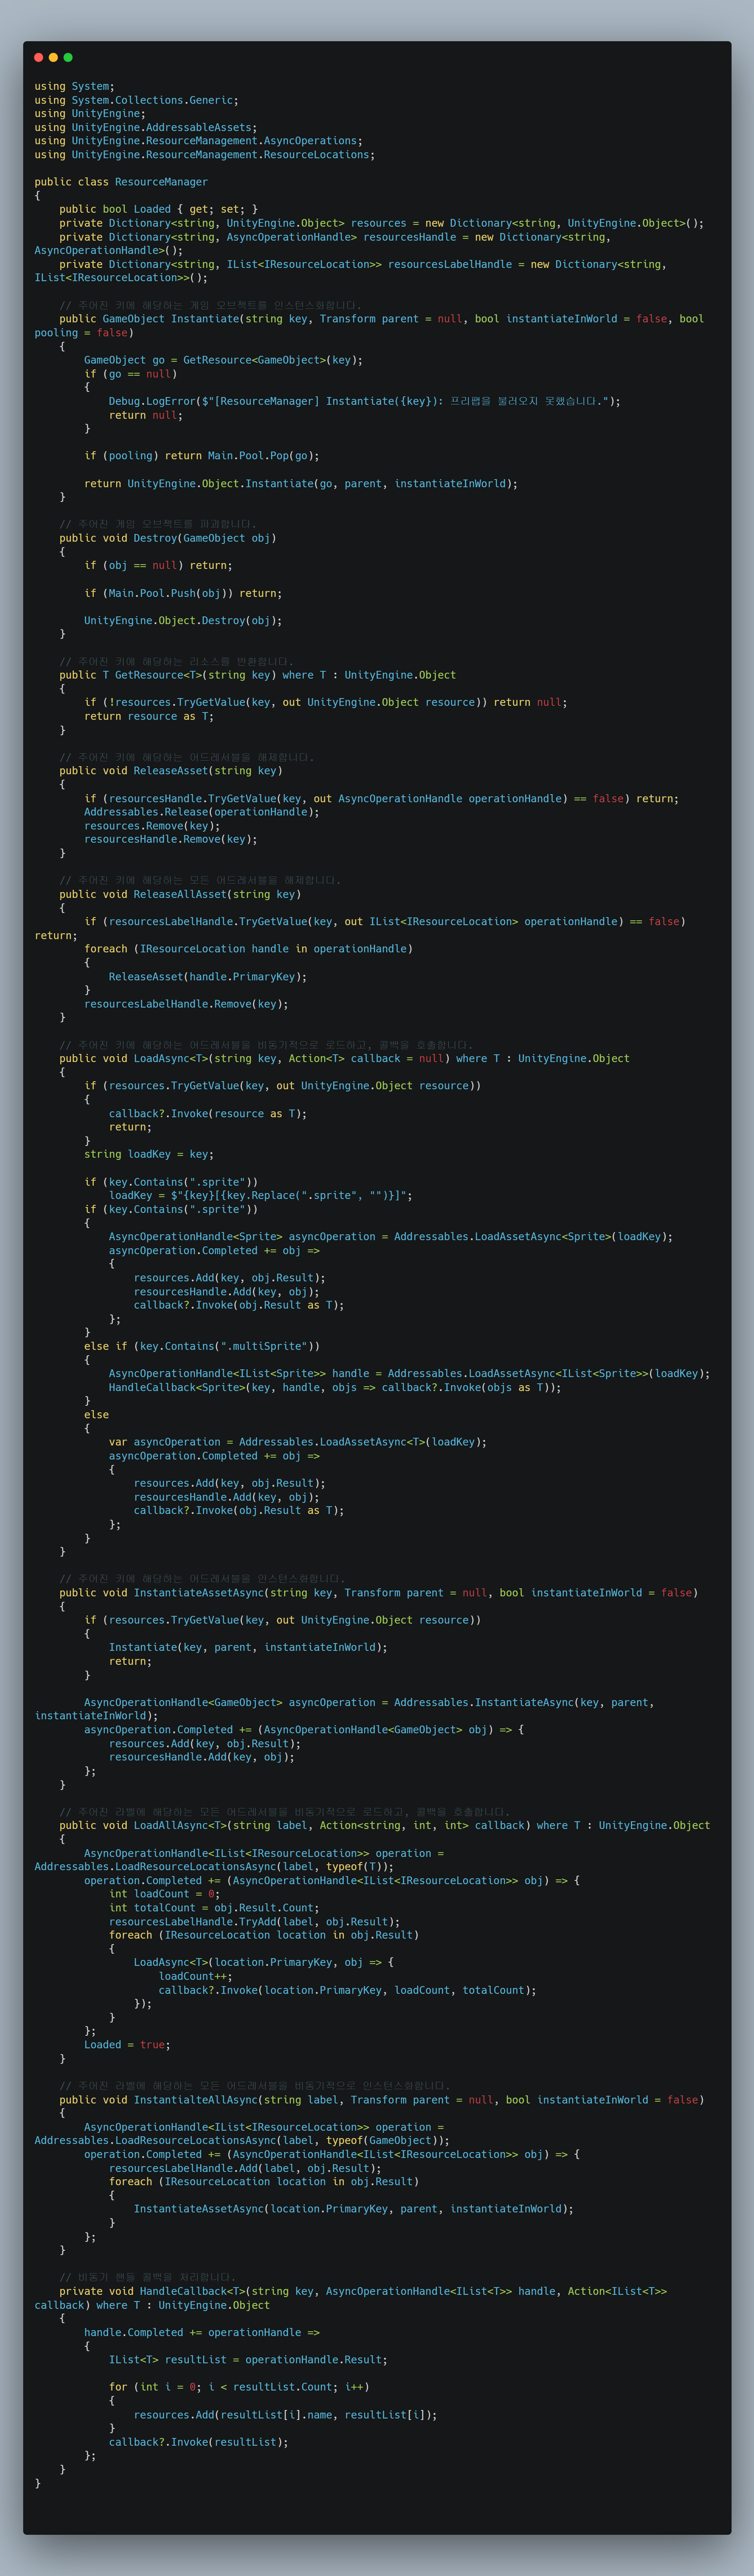 using System;
using System.Collections.Generic;
using UnityEngine;
using UnityEngine.AddressableAssets;
using UnityEngine.ResourceManagement.AsyncOperations;
using UnityEngine.ResourceManagement.ResourceLocations;
public class ResourceManager
{
    public bool Loaded { get; set; }
    private Dictionary<string, UnityEngine.Object> resources = new Dictionary<string, UnityEngine.Object>();
    private Dictionary<string, AsyncOperationHandle> resourcesHandle = new Dictionary<string,
AsyncOperationHandle>();
    private Dictionary<string, IList<IResourceLocation>> resourcesLabelHandle = new Dictionary<string,
IList<IResourceLocation>>();
    // 주어진 키에 해당하는 게임 오브젝트를 인스턴스화합니다.
    public GameObject Instantiate(string key, Transform parent = null, bool instantiateInWorld = false, bool
pooling = false)
    {
        GameObject go = GetResource<GameObject>(key);
        if (go == null)
        {
            Debug.LogError($"[ResourceManager] Instantiate({key}): 프리팹을 불러오지 못했습니다.");
            return null;
        }
        if (pooling) return Main.Pool.Pop(go);
        return UnityEngine.Object.Instantiate(go, parent, instantiateInWorld);
    }
    // 주어진 게임 오브젝트를 파괴합니다.
    public void Destroy(GameObject obj)
    {
        if (obj == null) return;
        if (Main.Pool.Push(obj)) return;
        UnityEngine.Object.Destroy(obj);
    }
    // 주어진 키에 해당하는 리소스를 반환합니다.
    public T GetResource<T>(string key) where T : UnityEngine.Object
    {
        if (!resources.TryGetValue(key, out UnityEngine.Object resource)) return null;
        return resource as T;
    }
    // 주어진 키에 해당하는 어드레서블을 해제합니다.
    public void ReleaseAsset(string key)
    {
        if (resourcesHandle.TryGetValue(key, out AsyncOperationHandle operationHandle) == false) return;
        Addressables.Release(operationHandle);
        resources.Remove(key);
        resourcesHandle.Remove(key);
    }
    // 주어진 키에 해당하는 모든 어드레서블을 해제합니다.
    public void ReleaseAllAsset(string key)
    {
        if (resourcesLabelHandle.TryGetValue(key, out IList<IResourceLocation> operationHandle) == false)
return;
        foreach (IResourceLocation handle in operationHandle)
        {
            ReleaseAsset(handle.PrimaryKey);
        }
        resourcesLabelHandle.Remove(key);
    }
    // 주어진 키에 해당하는 어드레서블을 비동기적으로 로드하고, 콜백을 호출합니다.
    public void LoadAsync<T>(string key, Action<T> callback = null) where T : UnityEngine.Object
    {
        if (resources.TryGetValue(key, out UnityEngine.Object resource))
        {
            callback?.Invoke(resource as T);
            return;
        }
        string loadKey = key;
        if (key.Contains(".sprite"))
            loadKey = $"{key}[{key.Replace(".sprite", "")}]";
        if (key.Contains(".sprite"))
        {
            AsyncOperationHandle<Sprite> asyncOperation = Addressables.LoadAssetAsync<Sprite>(loadKey);
            asyncOperation.Completed += obj =>
            {
                resources.Add(key, obj.Result);
                resourcesHandle.Add(key, obj);
                callback?.Invoke(obj.Result as T);
            };
        }
        else if (key.Contains(".multiSprite"))
        {
            AsyncOperationHandle<IList<Sprite>> handle = Addressables.LoadAssetAsync<IList<Sprite>>(loadKey);
            HandleCallback<Sprite>(key, handle, objs => callback?.Invoke(objs as T));
        }
        else
        {
            var asyncOperation = Addressables.LoadAssetAsync<T>(loadKey);
            asyncOperation.Completed += obj =>
            {
                resources.Add(key, obj.Result);
                resourcesHandle.Add(key, obj);
                callback?.Invoke(obj.Result as T);
            };
        }
    }
    // 주어진 키에 해당하는 어드레서블을 인스턴스화합니다.
    public void InstantiateAssetAsync(string key, Transform parent = null, bool instantiateInWorld = false)
    {
        if (resources.TryGetValue(key, out UnityEngine.Object resource))
        {
            Instantiate(key, parent, instantiateInWorld);
            return;
        }
        AsyncOperationHandle<GameObject> asyncOperation = Addressables.InstantiateAsync(key, parent,
instantiateInWorld);
        asyncOperation.Completed += (AsyncOperationHandle<GameObject> obj) => {
            resources.Add(key, obj.Result);
            resourcesHandle.Add(key, obj);
        };
    }
    // 주어진 라벨에 해당하는 모든 어드레서블을 비동기적으로 로드하고, 콜백을 호출합니다.
    public void LoadAllAsync<T>(string label, Action<string, int, int> callback) where T : UnityEngine.Object
    {
        AsyncOperationHandle<IList<IResourceLocation>> operation =
Addressables.LoadResourceLocationsAsync(label, typeof(T));
        operation.Completed += (AsyncOperationHandle<IList<IResourceLocation>> obj) => {
            int loadCount = 0;
            int totalCount = obj.Result.Count;
            resourcesLabelHandle.TryAdd(label, obj.Result);
            foreach (IResourceLocation location in obj.Result)
            {
                LoadAsync<T>(location.PrimaryKey, obj => {
                    loadCount++;
                    callback?.Invoke(location.PrimaryKey, loadCount, totalCount);
                });
            }
        };
        Loaded = true;
    }
    // 주어진 라벨에 해당하는 모든 어드레서블을 비동기적으로 인스턴스화합니다.
    public void InstantialteAllAsync(string label, Transform parent = null, bool instantiateInWorld = false)
    {
        AsyncOperationHandle<IList<IResourceLocation>> operation =
Addressables.LoadResourceLocationsAsync(label, typeof(GameObject));
        operation.Completed += (AsyncOperationHandle<IList<IResourceLocation>> obj) => {
            resourcesLabelHandle.Add(label, obj.Result);
            foreach (IResourceLocation location in obj.Result)
            {
                InstantiateAssetAsync(location.PrimaryKey, parent, instantiateInWorld);
            }
        };
    }
    // 비동기 핸들 콜백을 처리합니다.
    private void HandleCallback<T>(string key, AsyncOperationHandle<IList<T>> handle, Action<IList<T>>
callback) where T : UnityEngine.Object
    {
        handle.Completed += operationHandle =>
        {
            IList<T> resultList = operationHandle.Result;
            for (int i = 0; i < resultList.Count; i++)
            {
                resources.Add(resultList[i].name, resultList[i]);
            }
            callback?.Invoke(resultList);
        };
    }
}